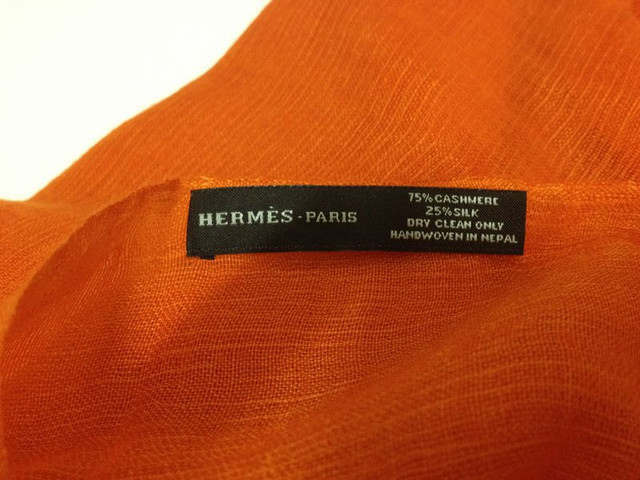 HERMÈS-PARIS
75% CASHMERE
25% SILK
DRY CLEAN ONLY
HANDWOVEN IN NEPAL